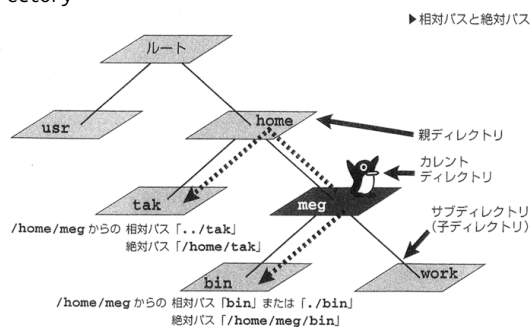 ectory
▶相対パスと絶対パス
ルート
usr
home
親ディレクトリ
カレント
ディレクトリ
tak
meg
サブディレクトリ
(子ディレクトリ)
/home/meg からの 相対パス「../tak」
絶対パス「/home/tak」
bin
work
/home/meg からの 相対パス「bin」または「./bin」
絶対パス「/home/meg/bin」